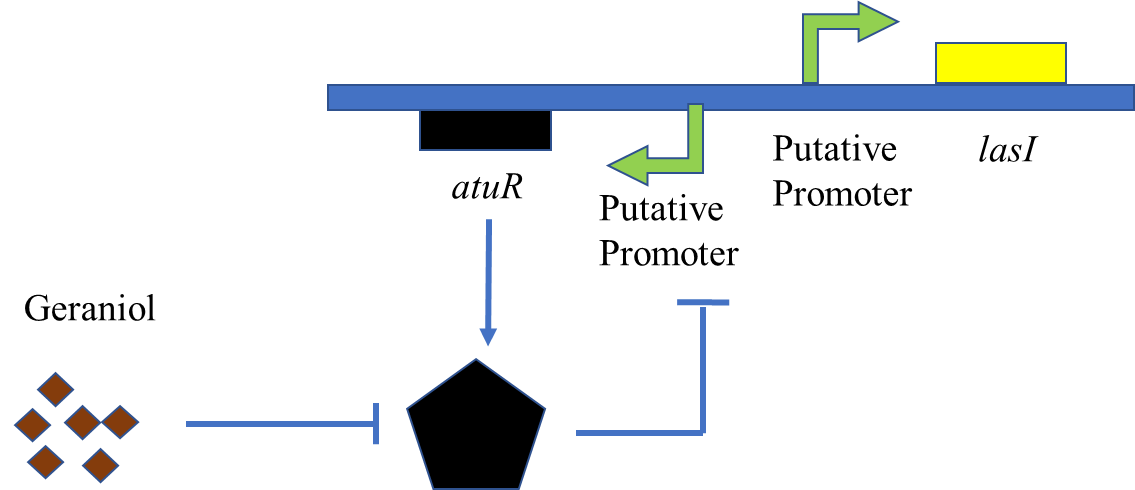 Putative
Promoter
lasI
atuR
Putative
Promoter
Geraniol